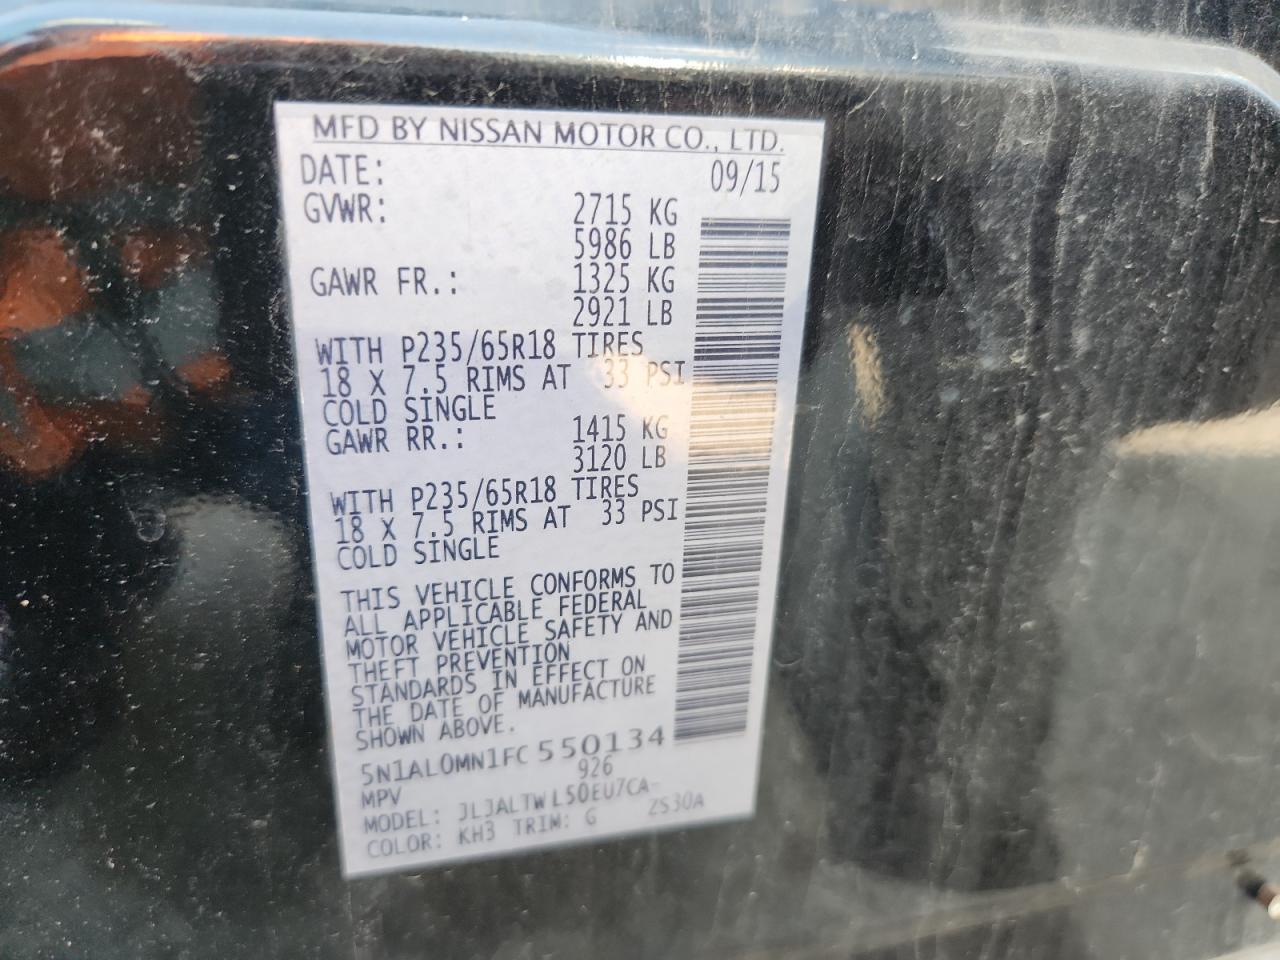 MFD BY NISSAN MOTOR CO., LTD.
DATE: 09/15
GVWR: 2715 KG
5986 LB
GAWR FR.: 1325 KG
2921 LB
WITH P235/65R18 TIRES
18 X 7.5 RIMS AT 33 PSI
COLD SINGLE
GAWR RR.: 1415 KG
3120 LB
WITH P235/65R18 TIRES
18 X 7.5 RIMS AT 33 PSI
COLD SINGLE
THIS VEHICLE CONFORMS TO
ALL APPLICABLE FEDERAL
MOTOR VEHICLE SAFETY AND
THEFT PREVENTION
STANDARDS IN EFFECT ON
THE DATE OF MANUFACTURE
SHOWN ABOVE.
5N1AL0MN1FC550134
MPV 926
MODEL: JLJALTWL50EU7CA-
COLOR: KH3 TRIM: G ZS30A